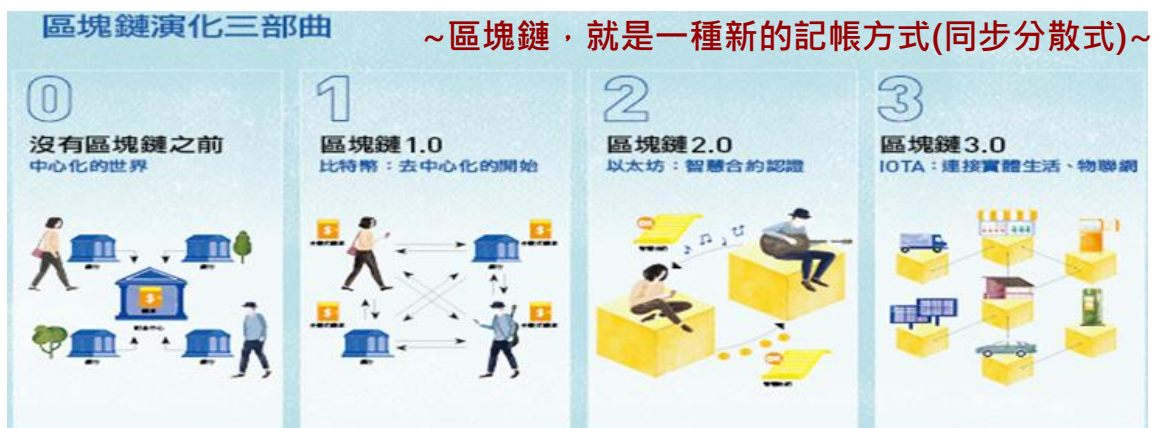 區塊鏈演化三部曲
~區塊鏈，就是一種新的記帳方式(同步分散式)~
0
沒有區塊鏈之前
中心化的世界
1
區塊鏈1.0
比特幣：去中心化的開始
2
區塊鏈2.0
以太坊：智慧合約認證
3
區塊鏈3.0
IOTA：連接實體生活、物聯網